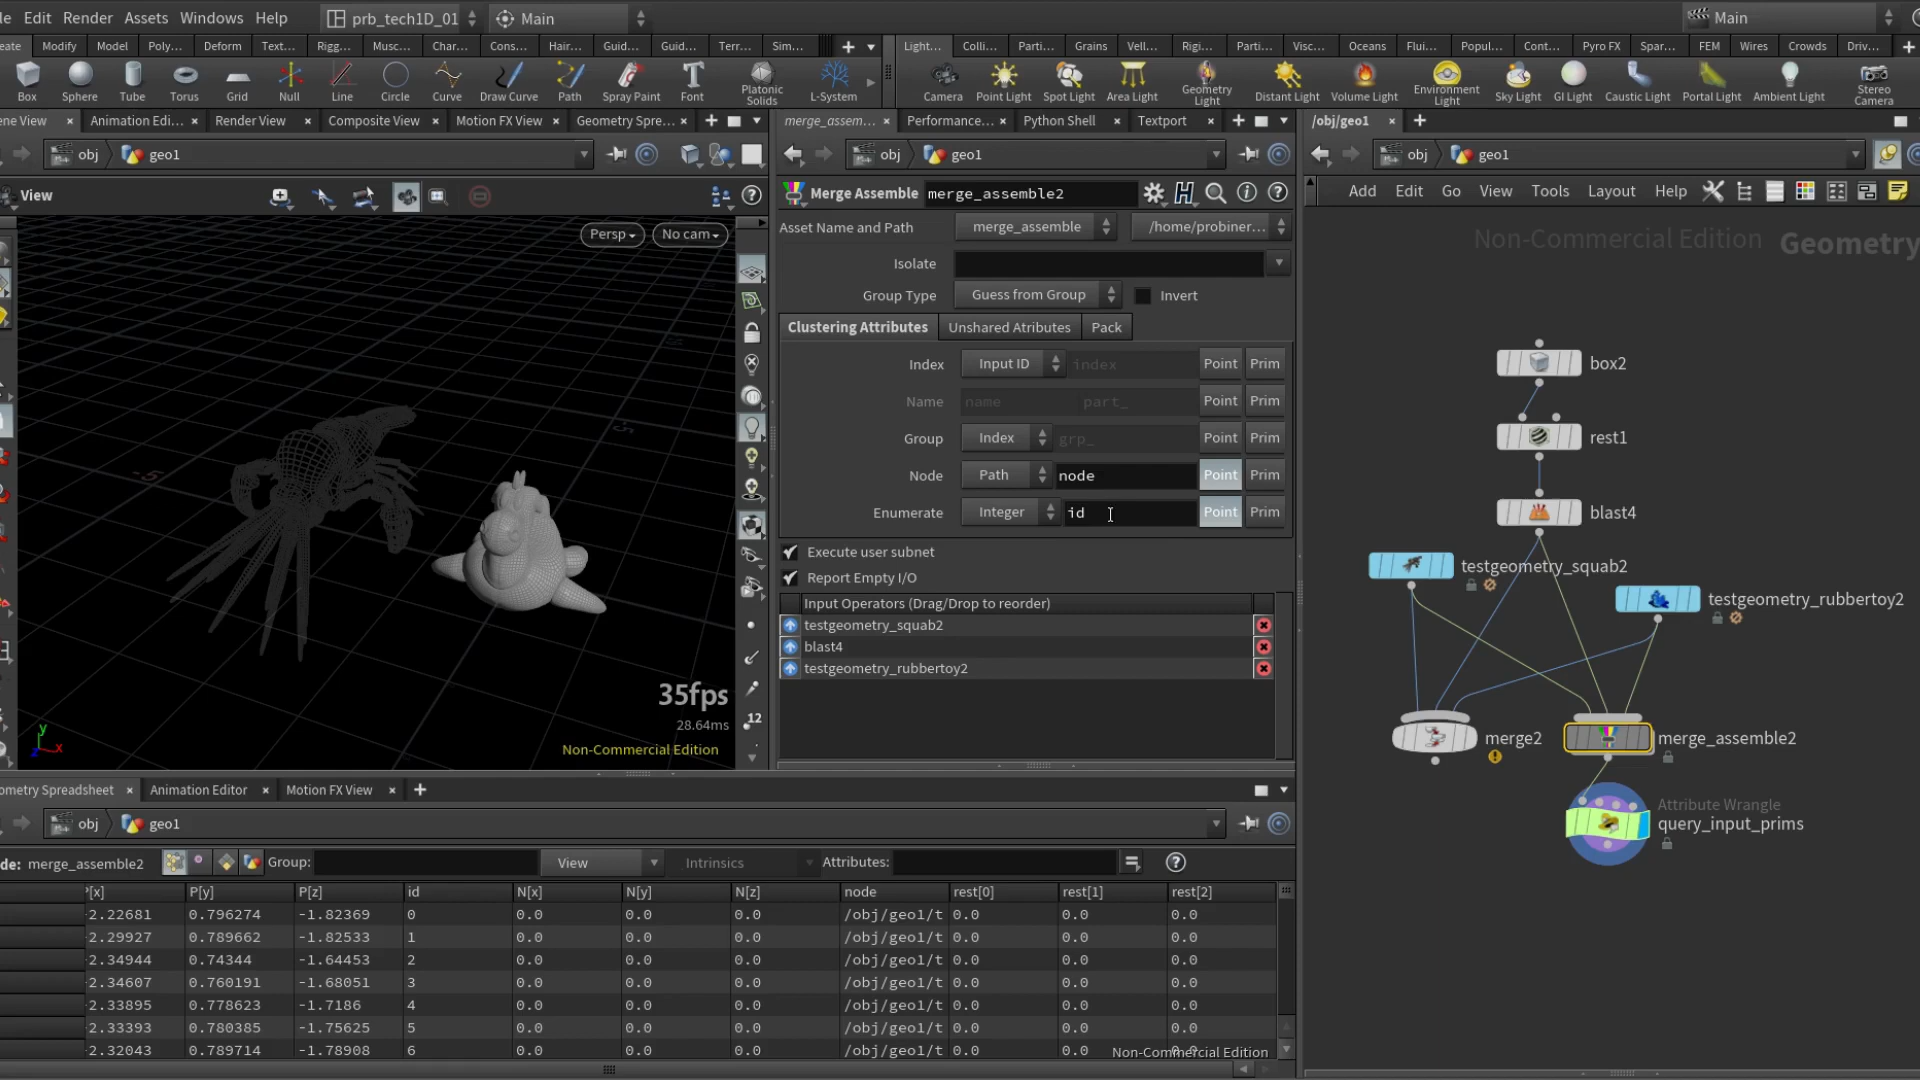 le Edit Render Assets Windows Help prb_tech1D_01 Main Main
eate Modify Model Poly... Deform Text... Rigg... Musc... Char... Cons... Hair... Guid... Guid... Terr... Sim... Light... Colli... Parti... Grains Vell... Rigi... Parti... Visc... Oceans Flui... Popul... Cont... Pyro FX Spar... FEM Wires Crowds Driv...
Box Sphere Tube Torus Grid Null Line Circle Curve Draw Curve Path Spray Paint Font Platonic Solids L-System Camera Point Light Spot Light Area Light Geometry Light Distant Light Volume Light Environment Light Sky Light GI Light Caustic Light Portal Light Ambient Light Stereo Camera
ene View Animation Edi... Render View Composite View Motion FX View Geometry Spre... merge_assem... Performance... Python Shell Textport /obj/geo1
obj geo1 obj geo1 obj geo1
View
Persp No cam
-5
35fps
28.64ms
Non-Commercial Edition
y
z
x
12
Merge Assemble merge_assemble2
Asset Name and Path merge_assemble /home/probiner...
Isolate
Group Type Guess from Group Invert
Clustering Attributes Unshared Atributes Pack
Index Input ID index Point Prim
Name name part_ Point Prim
Group Index grp_ Point Prim
Node Path node Point Prim
Enumerate Integer id Point Prim
Execute user subnet
Report Empty I/O
Input Operators (Drag/Drop to reorder)
testgeometry_squab2
blast4
testgeometry_rubbertoy2
Add Edit Go View Tools Layout Help
Non-Commercial Edition Geometry
box2
rest1
blast4
testgeometry_squab2
testgeometry_rubbertoy2
merge2
merge_assemble2
Attribute Wrangle
query_input_prims
ometry Spreadsheet Animation Editor Motion FX View
obj geo1
de: merge_assemble2 Group: View Intrinsics Attributes:
P[x] P[y] P[z] id N[x] N[y] N[z] node rest[0] rest[1] rest[2]
2.22681 0.796274 -1.82369 0 0.0 0.0 0.0 /obj/geo1/t 0.0 0.0 0.0
2.29927 0.789662 -1.82533 1 0.0 0.0 0.0 /obj/geo1/t 0.0 0.0 0.0
2.34944 0.74344 -1.64453 2 0.0 0.0 0.0 /obj/geo1/t 0.0 0.0 0.0
2.34607 0.760191 -1.68051 3 0.0 0.0 0.0 /obj/geo1/t 0.0 0.0 0.0
2.33895 0.778623 -1.7186 4 0.0 0.0 0.0 /obj/geo1/t 0.0 0.0 0.0
2.33393 0.780385 -1.75625 5 0.0 0.0 0.0 /obj/geo1/t 0.0 0.0 0.0
2.32043 0.789714 -1.78908 6 0.0 0.0 0.0 /obj/geo1/t 0.0 0.0 0.0
Non-Commercial Edition